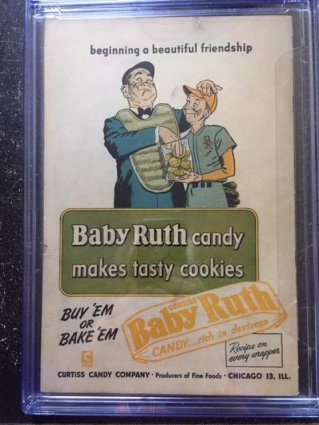 beginning a beautiful friendship
Baby Ruth candy
makes tasty cookies
BUY 'EM
OR
BAKE 'EM
CURTISS
Baby Ruth
CANDY...rich in dextrose
Recipe on
every wrapper
CURTISS CANDY COMPANY · Producers of Fine Foods · CHICAGO 13, ILL.